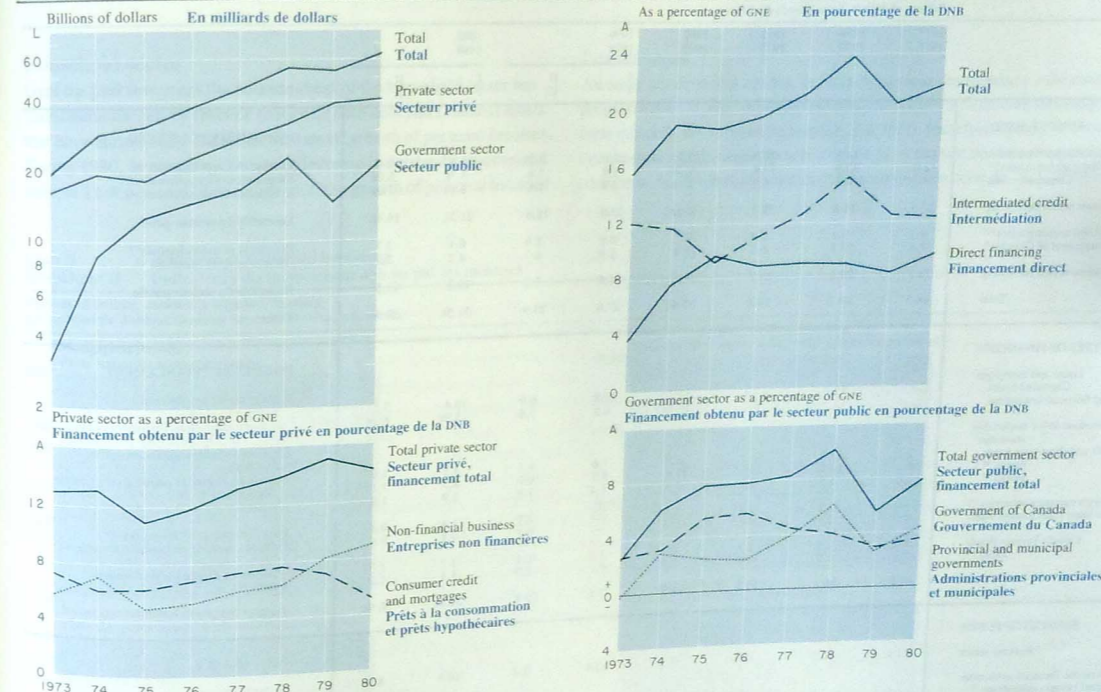 Billions of dollars En milliards de dollars
L
60
40
20
10
8
6
4
2
Total
Total
Private sector
Secteur privé
Government sector
Secteur public
As a percentage of GNE En pourcentage de la DNB
A
24
20
16
12
8
4
0
Total
Total
Intermediated credit
Intermédiation
Direct financing
Financement direct
Private sector as a percentage of GNE
Financement obtenu par le secteur privé en pourcentage de la DNB
A
12
8
4
0
Total private sector
Secteur privé,
financement total
Non-financial business
Entreprises non financières
Consumer credit
and mortgages
Prêts à la consommation
et prêts hypothécaires
1973 74 75 76 77 78 79 80
Government sector as a percentage of GNE
Financement obtenu par le secteur public en pourcentage de la DNB
A
8
4
+
0
–
4
Total government sector
Secteur public,
financement total
Government of Canada
Gouvernement du Canada
Provincial and municipal
governments
Administrations provinciales
et municipales
1973 74 75 76 77 78 79 80